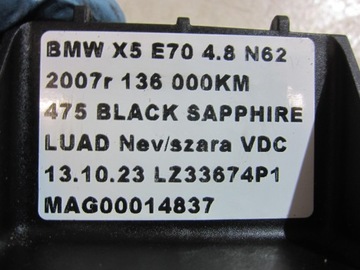 BMW X5 E70 4.8 N62
2007r 136 000KM
475 BLACK SAPPHIRE
LUAD Nev/szara VDC
13.10.23 LZ33674P1
MAG00014837